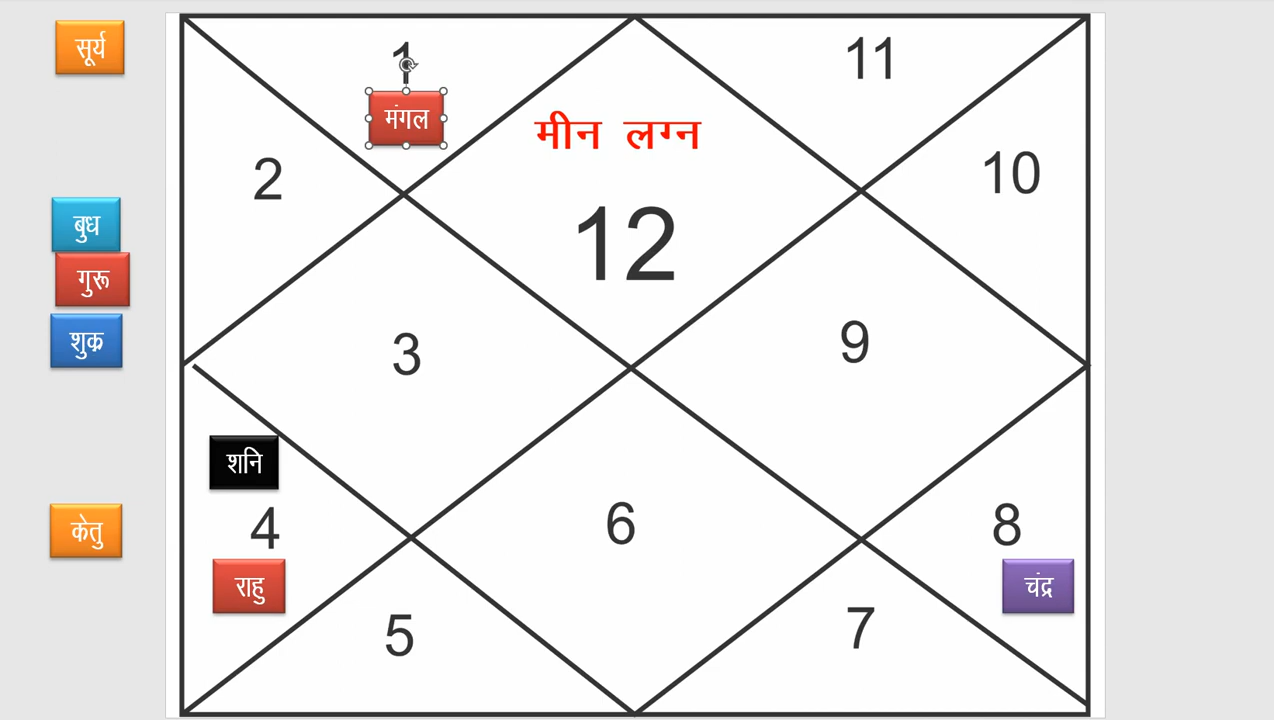 सूर्य
1
11
मंगल
मीन लग्न
2
10
बुध
12
गुरू
शुक्र
3
9
शनि
केतु
4
6
8
राहु
चंद्र
5
7